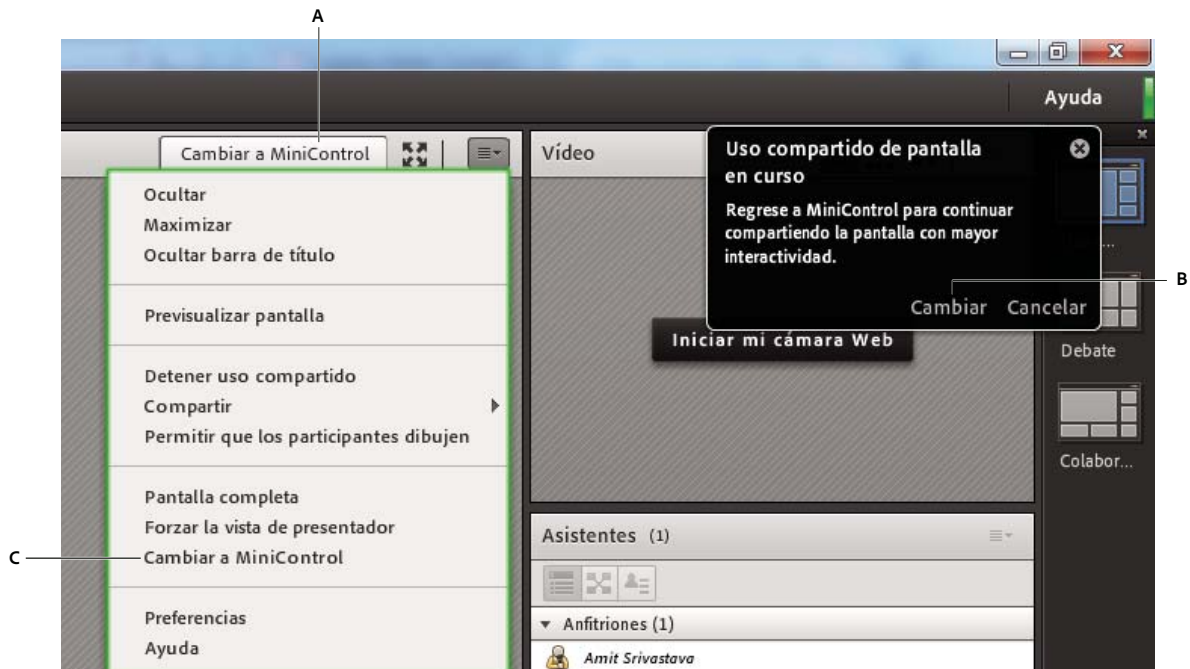 A
Ayuda
Cambiar a MiniControl
Ocultar
Maximizar
Ocultar barra de título
Previsualizar pantalla
Detener uso compartido
Compartir
Permitir que los participantes dibujen
Pantalla completa
Forzar la vista de presentador
C
Cambiar a MiniControl
Preferencias
Ayuda
Vídeo
Uso compartido de pantalla
en curso
Regrese a MiniControl para continuar
compartiendo la pantalla con mayor
interactividad.
Cambiar Cancelar
B
Iniciar mi cámara Web
Debate
Colabor...
Asistentes (1)
Anfitriones (1)
Amit Srivastava